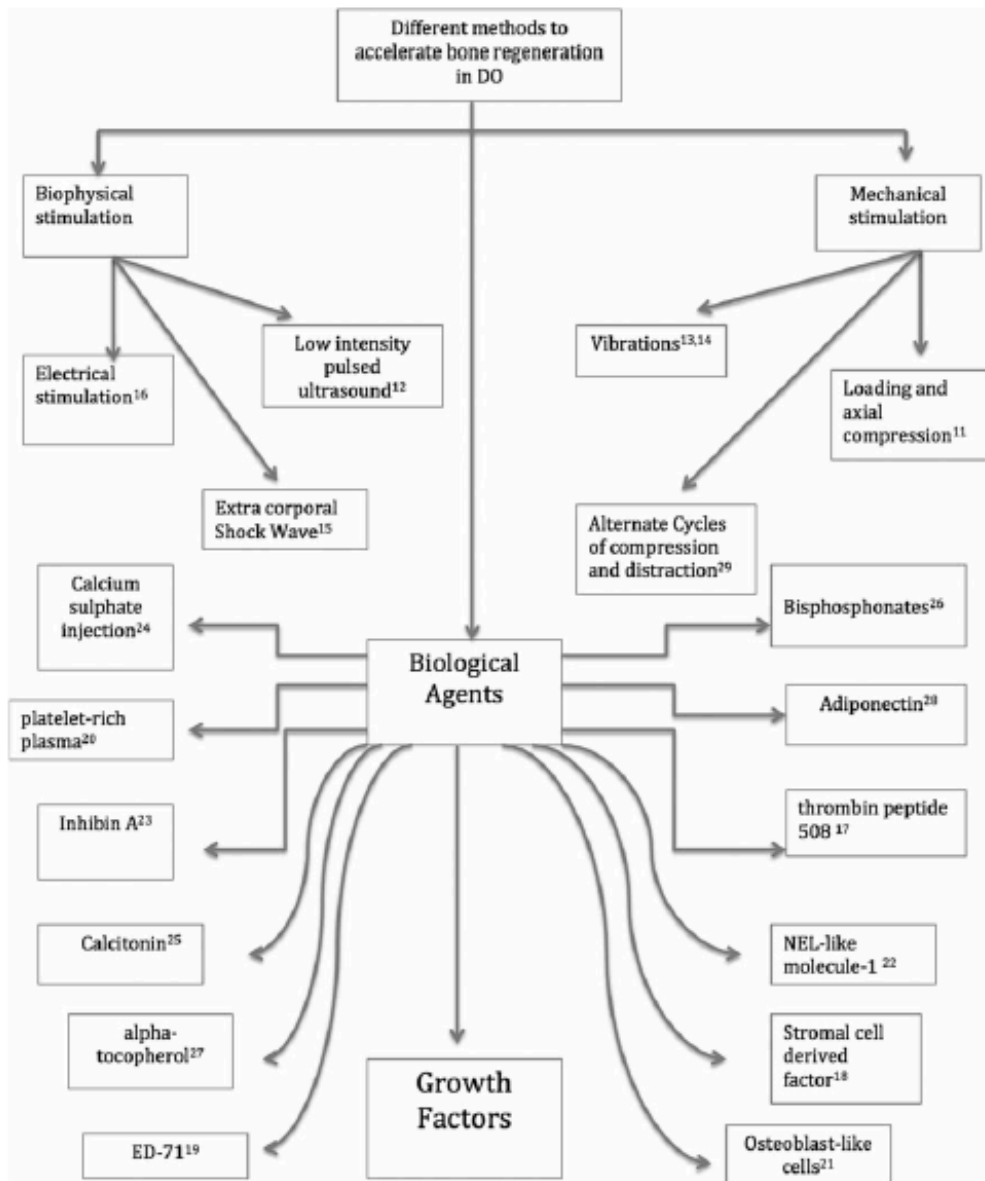 Different methods to
accelerate bone regeneration
in DO
Biophysical
stimulation
Mechanical
stimulation
Electrical
stimulation¹⁶
Low intensity
pulsed
ultrasound¹²
Extra corporal
Shock Wave¹⁵
Vibrations¹³,¹⁴
Loading and
axial
compression¹¹
Alternate Cycles
of compression
and distraction²⁹
Biological
Agents
Calcium
sulphate
injection²⁴
platelet-rich
plasma²⁰
Inhibin A²³
Calcitonin²⁵
alpha-
tocopherol²⁷
ED-71¹⁹
Growth
Factors
Bisphosphonates²⁶
Adiponectin²⁸
thrombin peptide
508 ¹⁷
NEL-like
molecule-1 ²²
Stromal cell
derived
factor¹⁸
Osteoblast-like
cells²¹